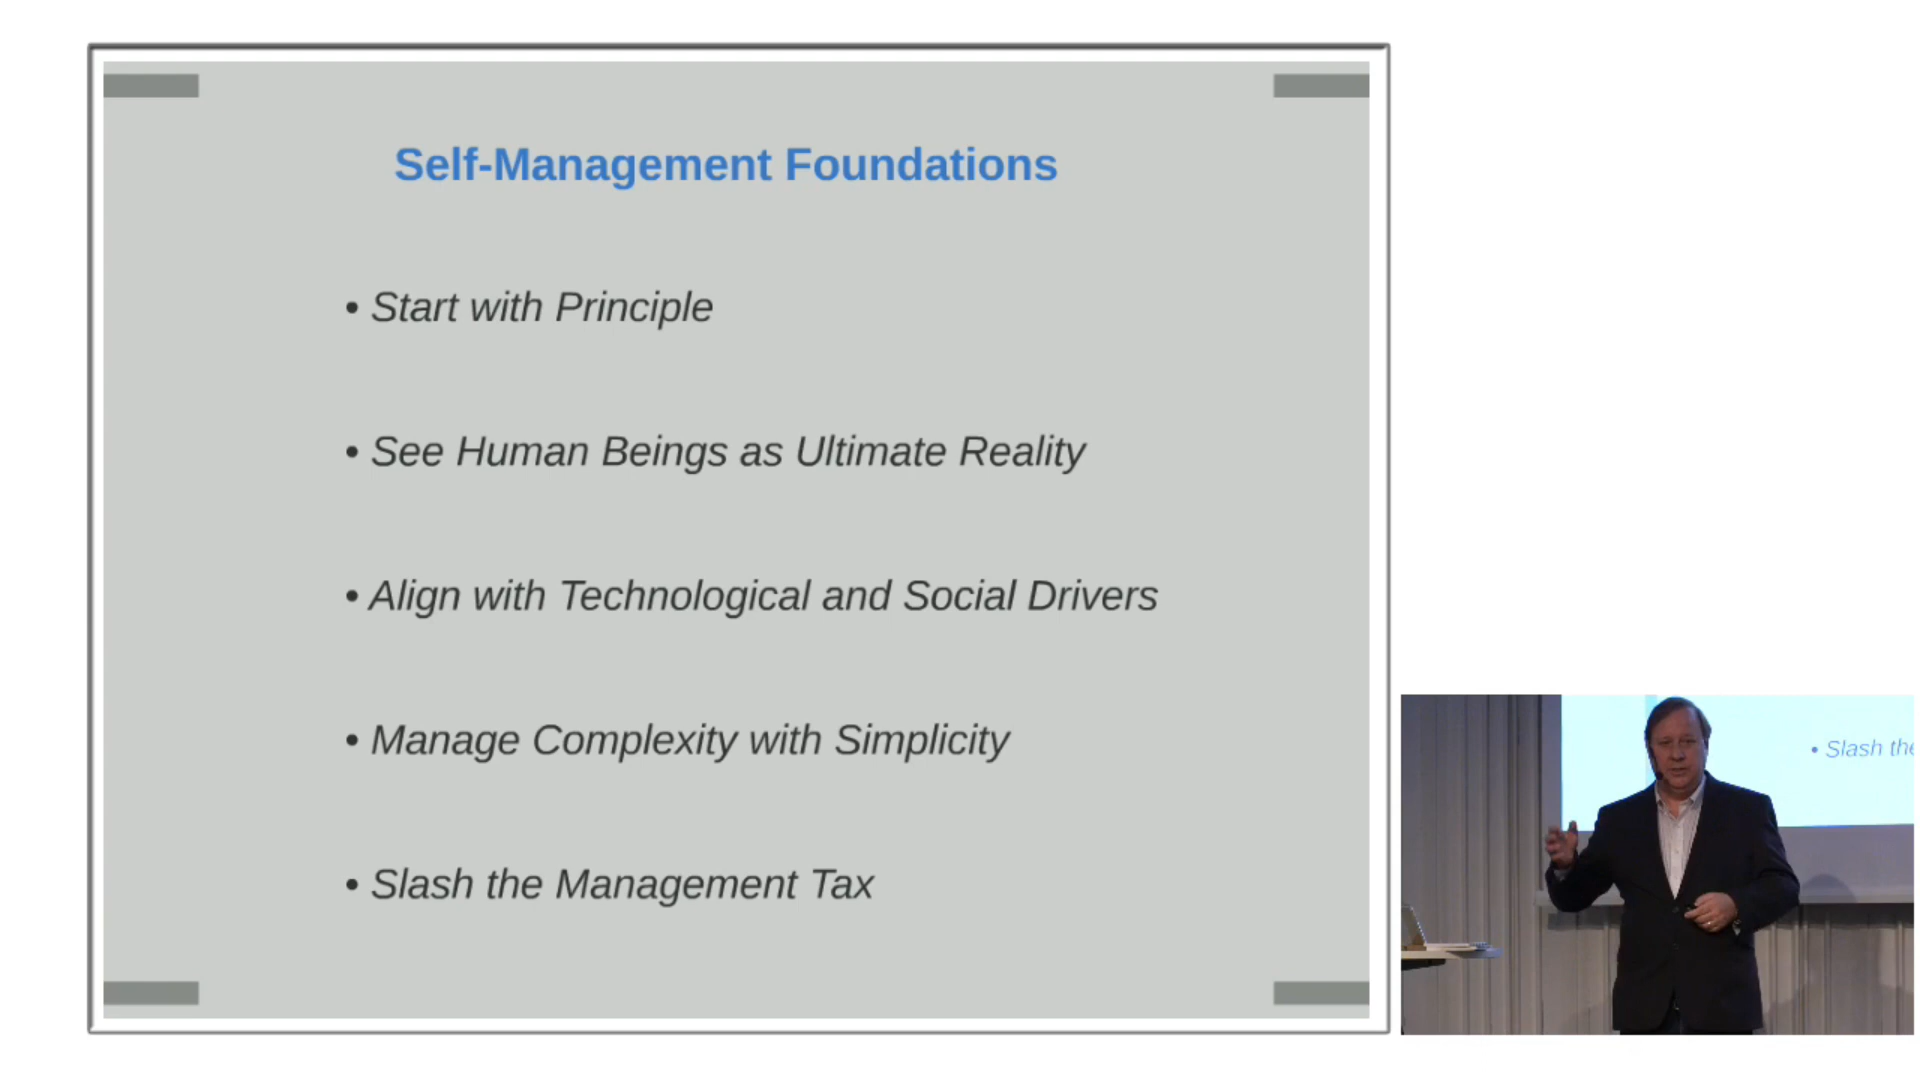 Self-Management Foundations
• Start with Principle
• See Human Beings as Ultimate Reality
• Align with Technological and Social Drivers
• Manage Complexity with Simplicity
• Slash the Management Tax
• Slash the